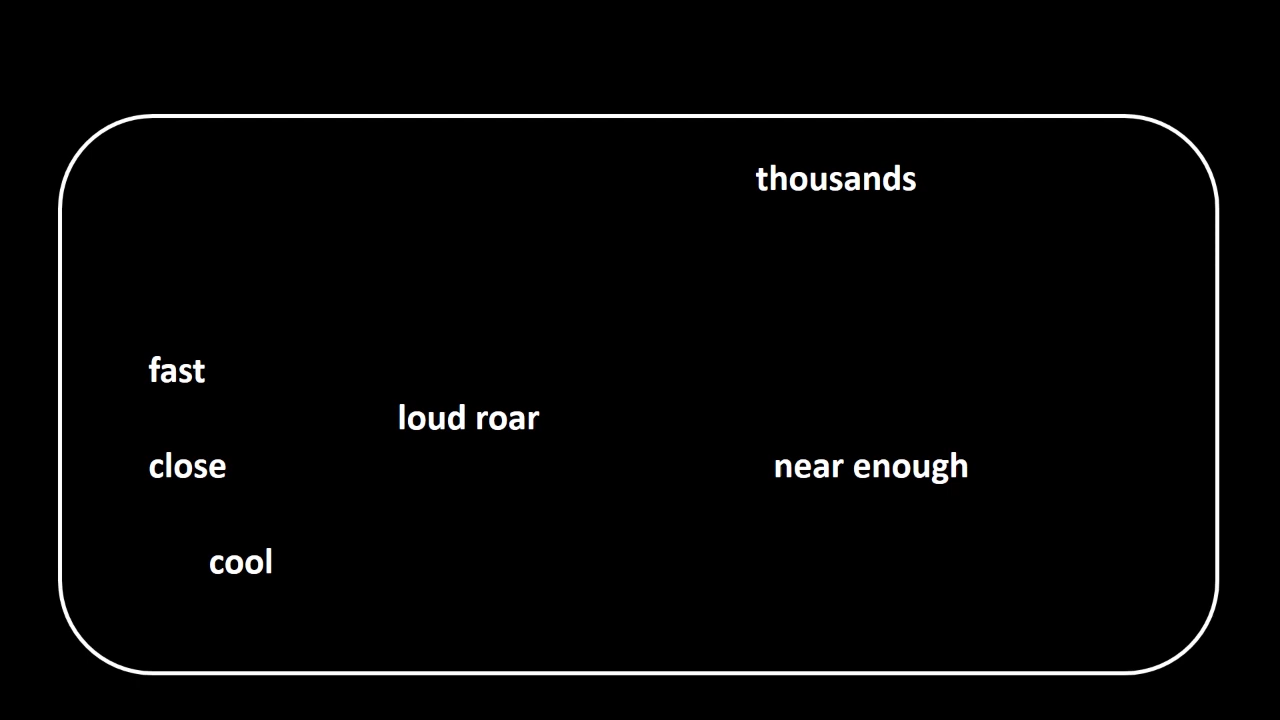 thousands
fast
loud roar
close near enough
cool